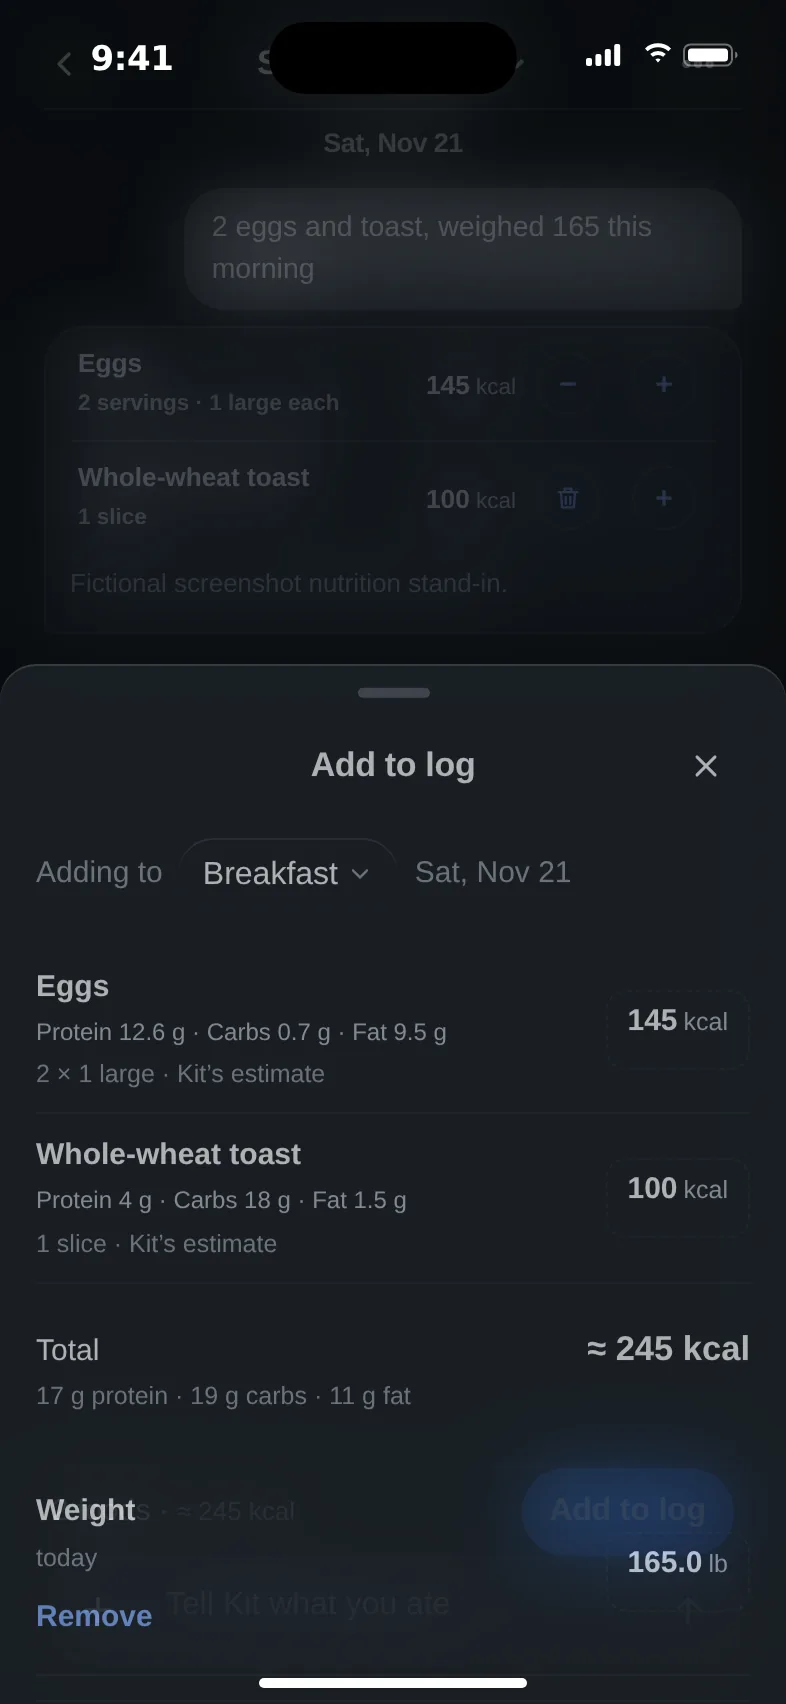 9:41
Sat, Nov 21
2 eggs and toast, weighed 165 this
morning
Eggs
2 servings · 1 large each
145 kcal
Whole-wheat toast
1 slice
100 kcal
Fictional screenshot nutrition stand-in.
Add to log
Adding to Breakfast Sat, Nov 21
Eggs
Protein 12.6 g · Carbs 0.7 g · Fat 9.5 g
2 × 1 large · Kit’s estimate
145 kcal
Whole-wheat toast
Protein 4 g · Carbs 18 g · Fat 1.5 g
1 slice · Kit’s estimate
100 kcal
Total
≈ 245 kcal
17 g protein · 19 g carbs · 11 g fat
Weight
· ≈ 245 kcal
Add to log
today
165.0 lb
Tell Kit what you ate
Remove